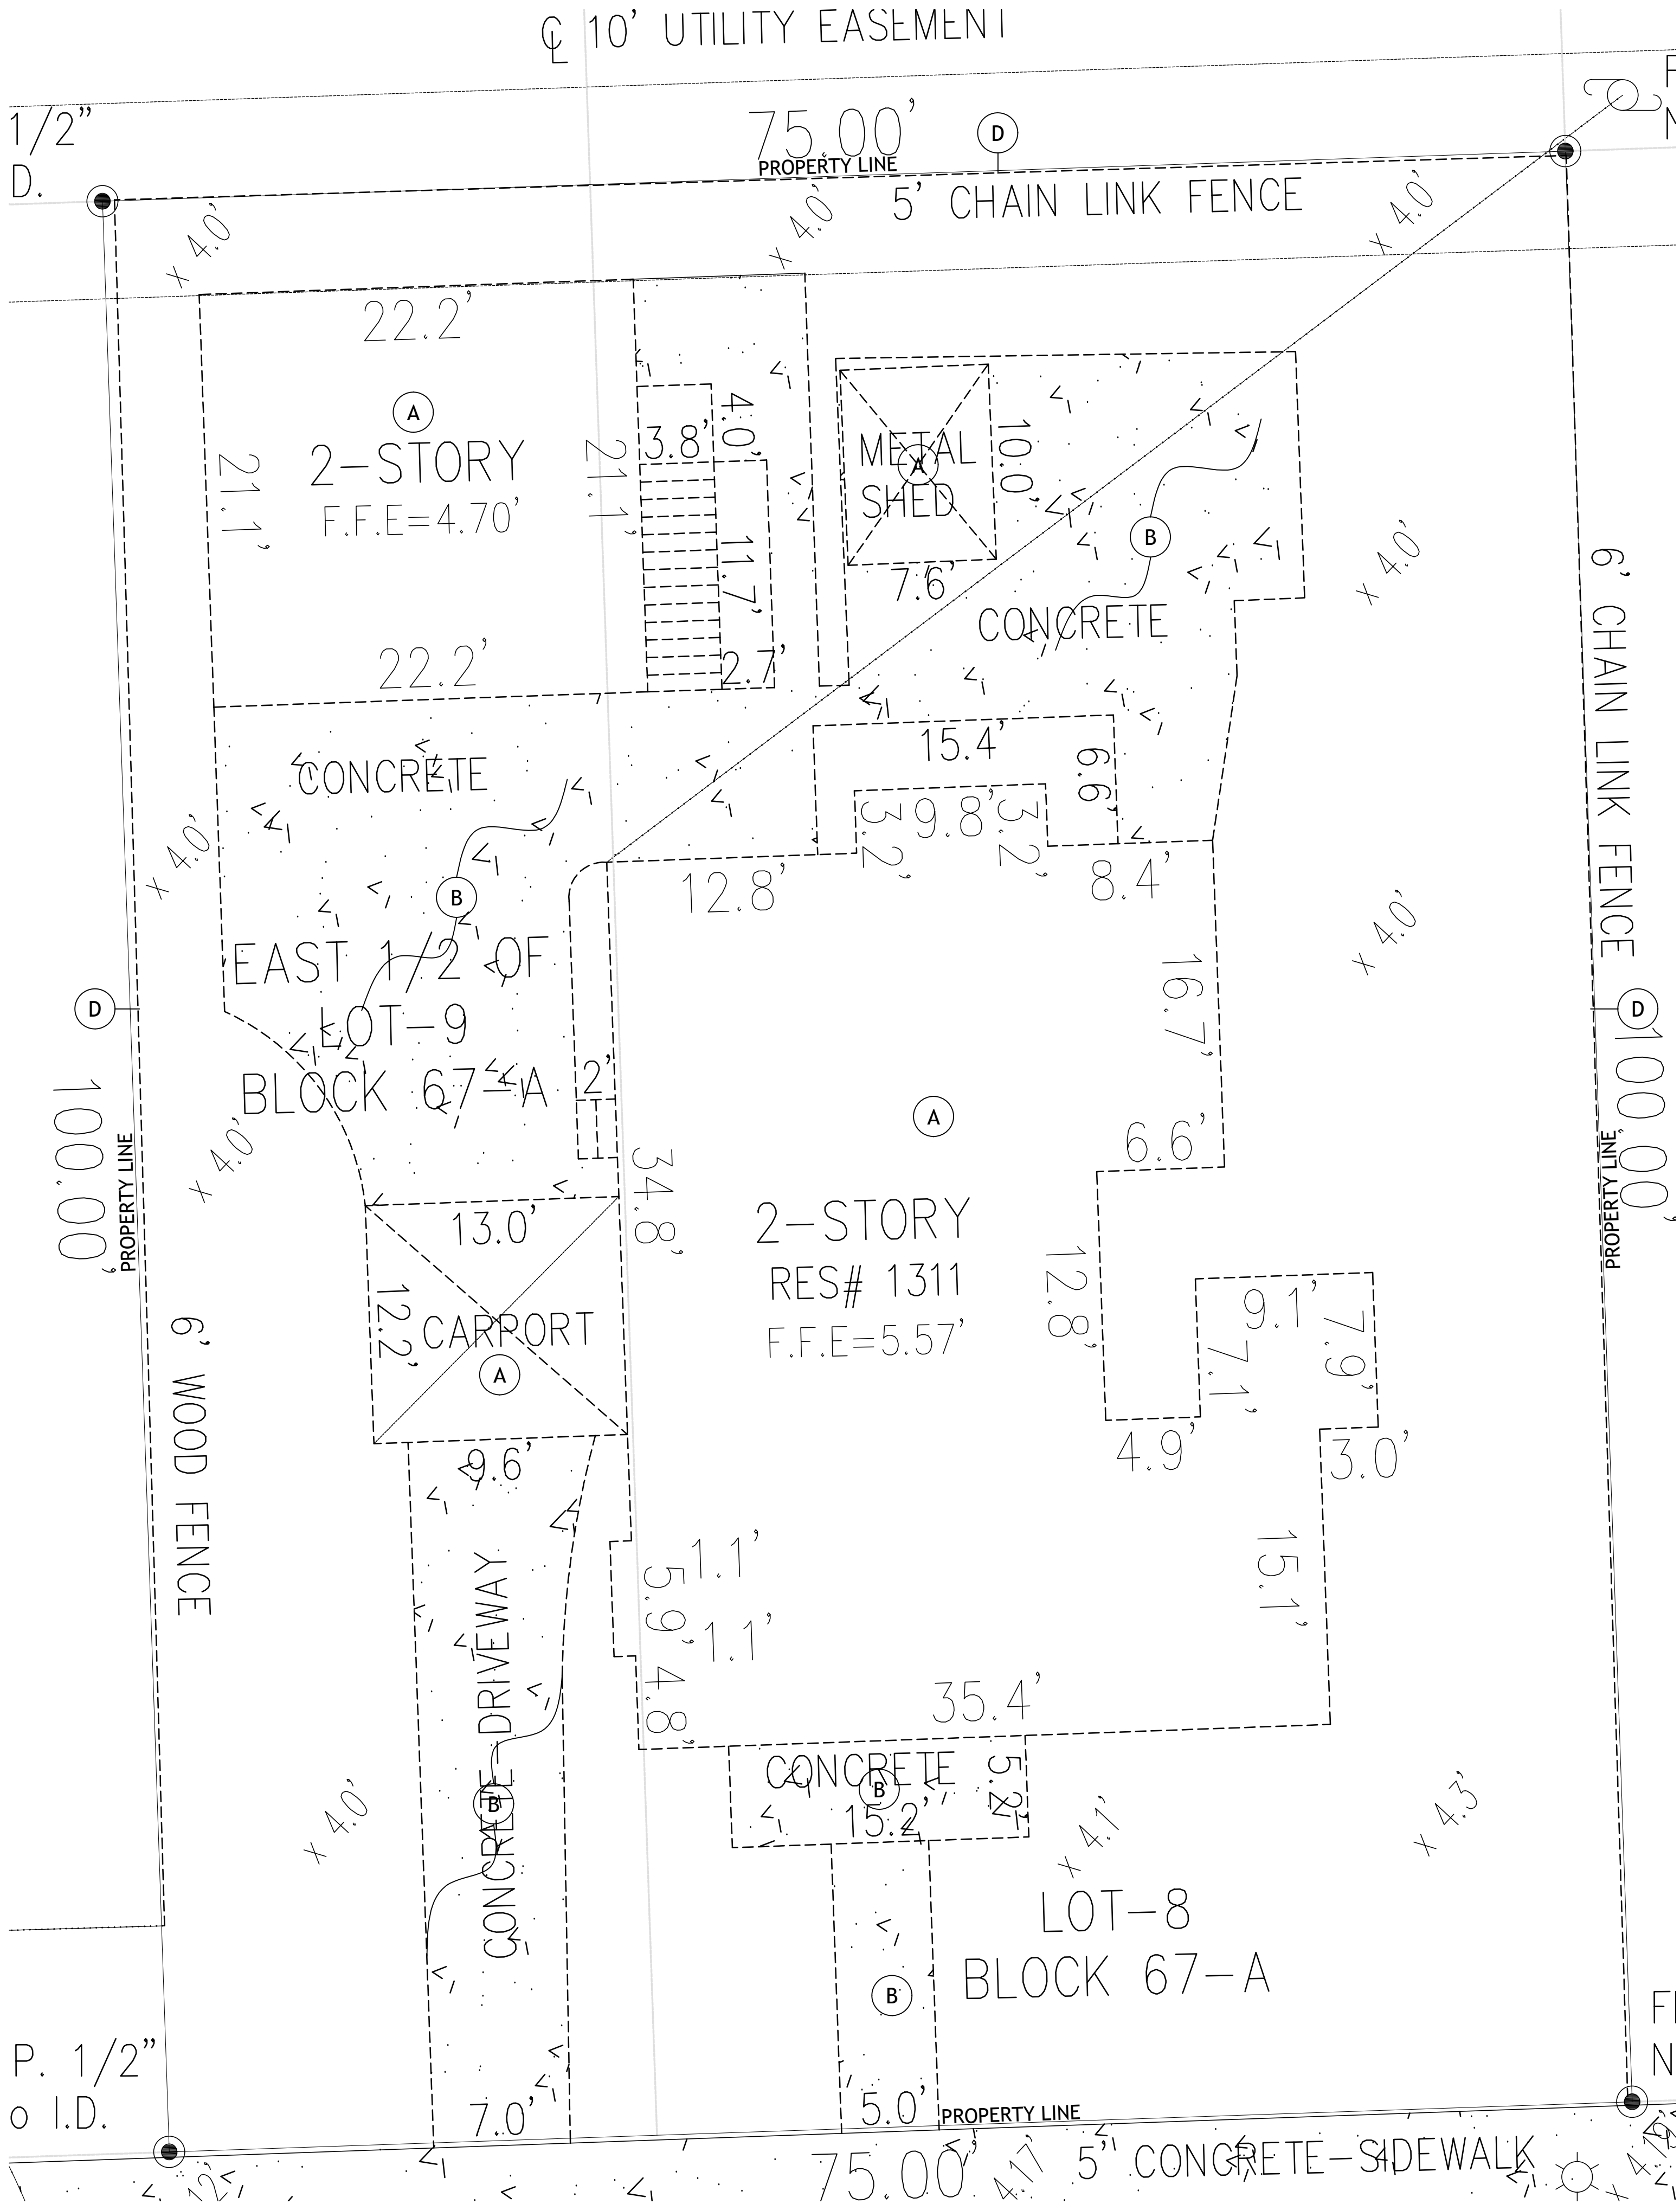 ℄ 10' UTILITY EASEMENT
1/2"
D.
75.00'
D
PROPERTY LINE
5' CHAIN LINK FENCE
x 4.0'
x 4.0'
x 4.0'
22.2'
A
2-STORY
F.F.E=4.70'
21.1'
21.1'
3.8'
4.0'
11.7'
2.7'
22.2'
METAL
SHED
A
10.0'
7.6'
B
CONCRETE
x 4.0'
6' CHAIN LINK FENCE
CONCRETE
15.4'
6.6'
3.2'
9.8'
3.2'
12.8'
8.4'
x 4.0'
B
x 4.0'
EAST 1/2 OF
LOT-9
BLOCK 67-A
2'
16.7'
D
D
100.00'
PROPERTY LINE
100.00'
PROPERTY LINE
x 4.0'
A
6.6'
34.8'
2-STORY
RES# 1311
F.F.E=5.57'
13.0'
12.2'
CARPORT
A
12.8'
9.1'
7.9'
7.1'
4.9'
3.0'
6' WOOD FENCE
9.6'
1.1'
5.9'
1.1'
4.8'
15.1'
35.4'
CONCRETE-DRIVEWAY
B
CONCRETE
B
5.2'
15.2'
x 4.0'
x 4.1'
x 4.3'
LOT-8
BLOCK 67-A
B
P. 1/2"
o I.D.
7.0'
5.0'
PROPERTY LINE
75.00'
4.17'
5' CONCRETE-SIDEWALK